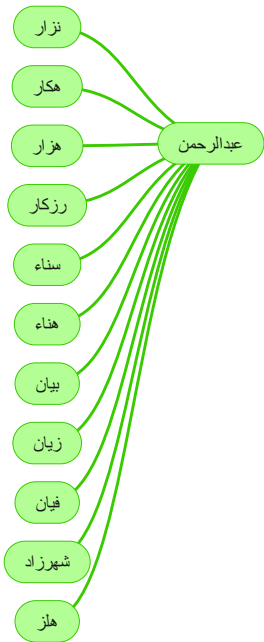 عبدالرحمن
نزار
هكار
هزار
رزكار
سناء
هناء
بيان
زيان
فيان
شهرزاد
هلز